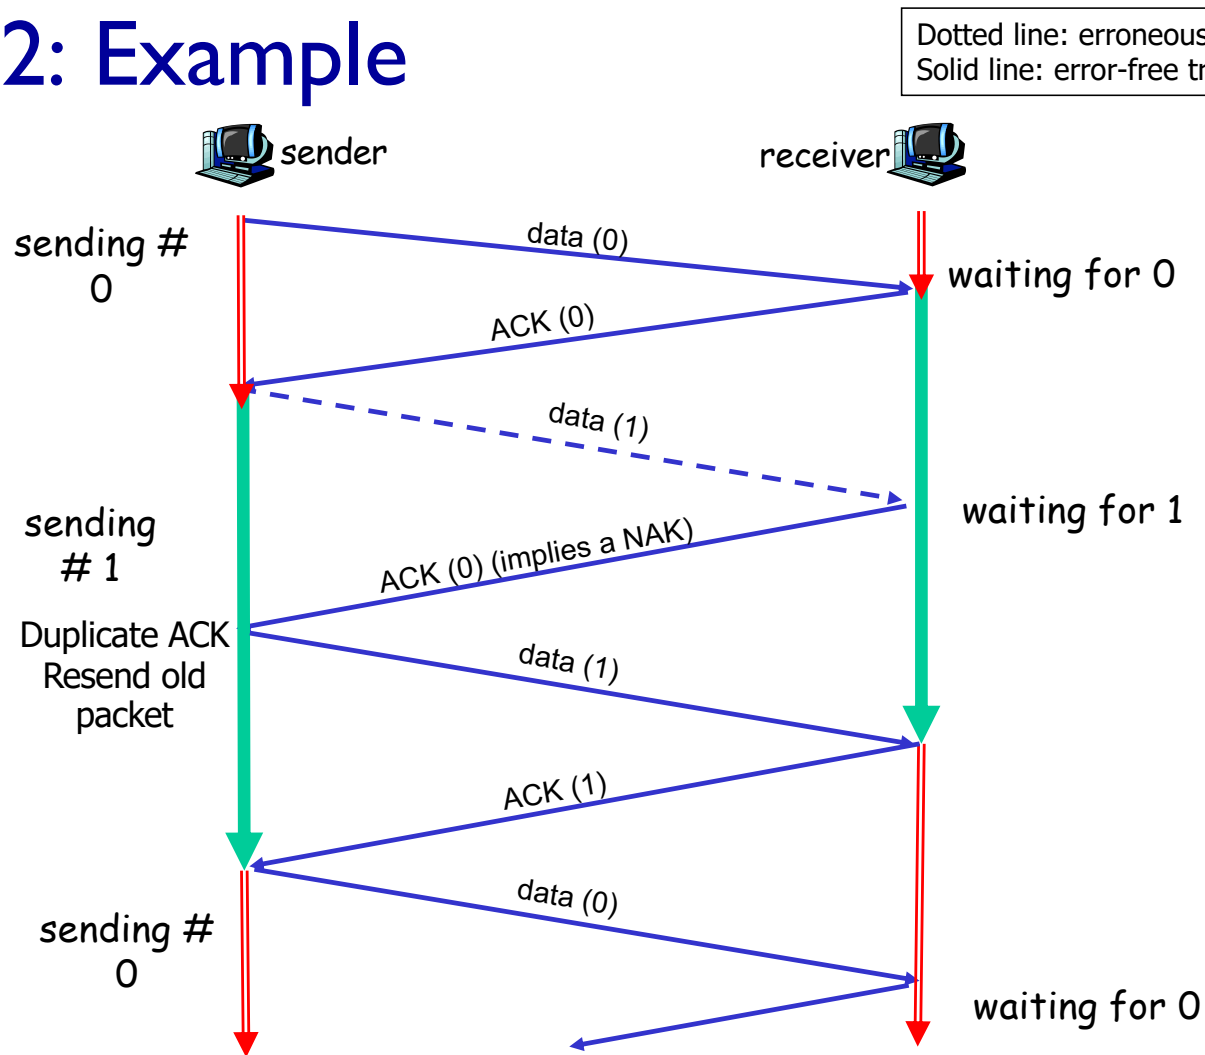 2: Example
Dotted line: erroneous
Solid line: error-free
sender
receiver
sending #
0
data (0)
waiting for 0
ACK (0)
data (1)
sending
# 1
waiting for 1
ACK (0) (implies a NAK)
Duplicate ACK
Resend old
packet
data (1)
ACK (1)
data (0)
sending #
0
waiting for 0